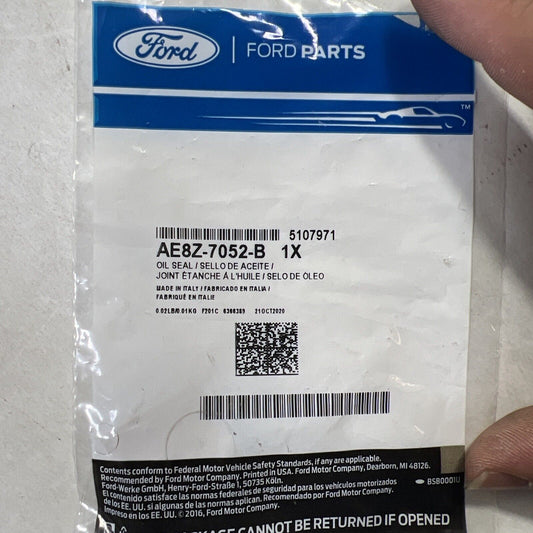 Ford
FORD PARTS
TM
5107971
AE8Z-7052-B 1X
OIL SEAL / SELLO DE ACEITE /
JOINT ÉTANCHE À L'HUILE / SELO DE ÓLEO
MADE IN ITALY / FABRICADO EN ITALIA /
FABRIQUÉ EN ITALIE
0.02LB/0.01KG F201C 6366389 21OCT2020
Contents conform to Federal Motor Vehicle Safety Standards, if any are applicable.
Recommended by Ford Motor Company. Printed in USA. Ford Motor Company, Dearborn, MI 48126.
Ford-Werke GmbH, Henry-Ford-Straße 1, 50735 Köln.
El contenido satisface las normas federales de seguridad para los vehículos motorizados
de los EE. UU. si algunas de las normas aplican. Recomendado por Ford Motor Company.
Impreso en los EE. UU. © 2016, Ford Motor Company.
BSB0001U
PACKAGE CANNOT BE RETURNED IF OPENED